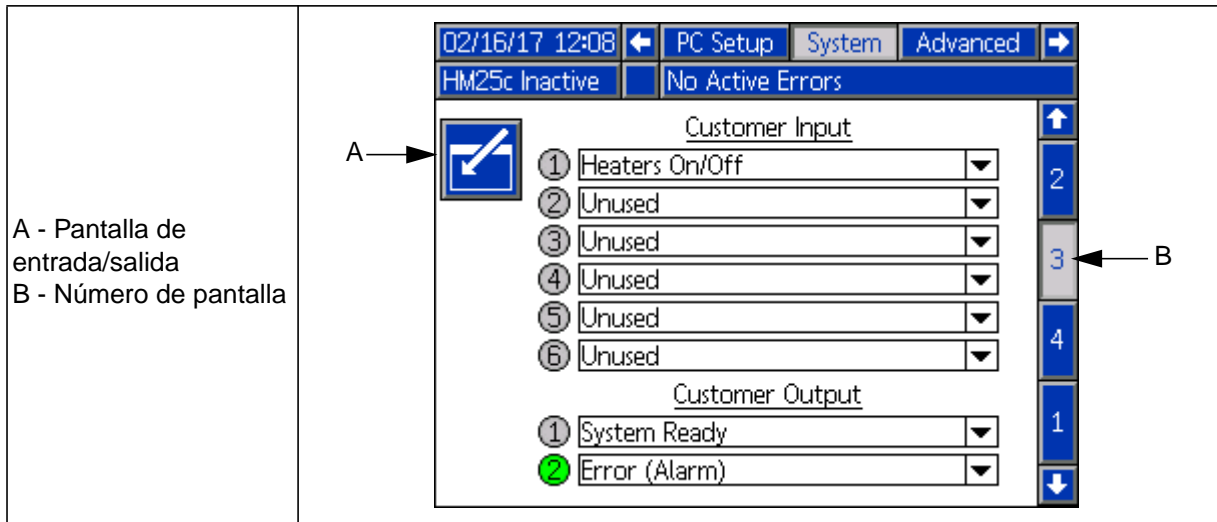 A - Pantalla de
entrada/salida
B - Número de pantalla
02/16/17 12:08 PC Setup System Advanced
HM25c Inactive No Active Errors
A
Customer Input
1 Heaters On/Off
2 Unused
3 Unused
4 Unused
5 Unused
6 Unused
Customer Output
1 System Ready
2 Error (Alarm)
2
3
B
4
1